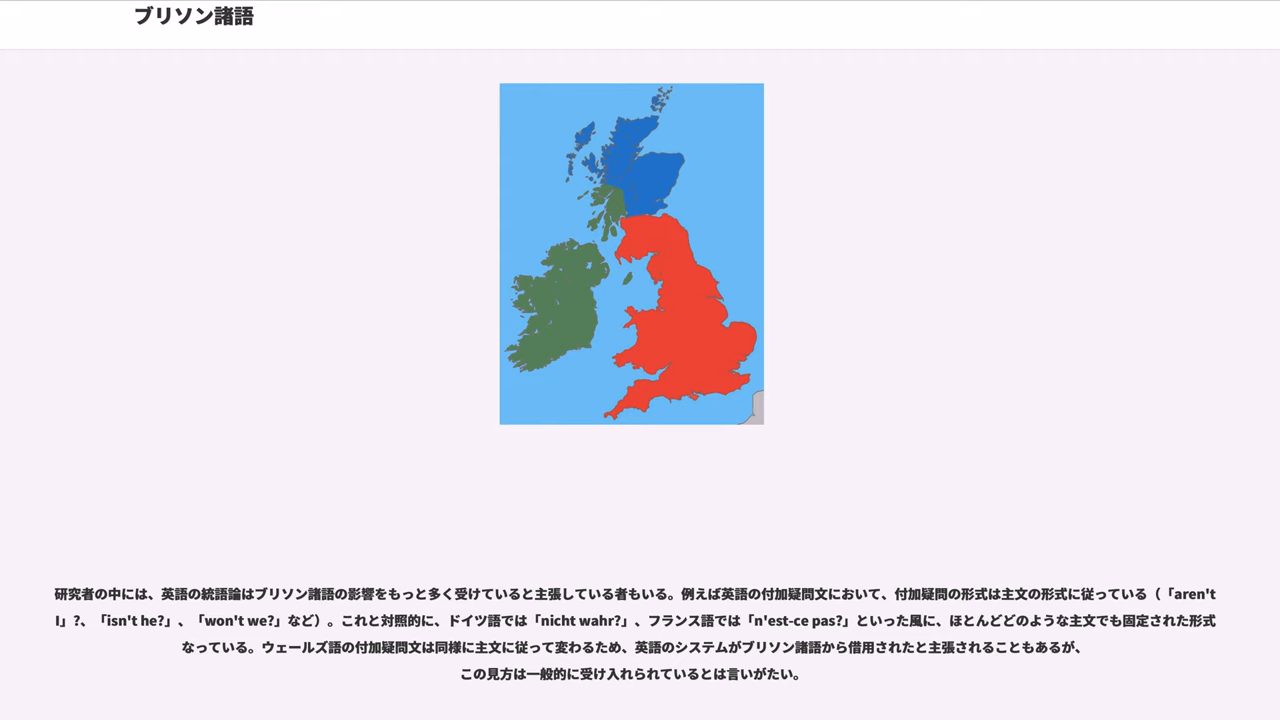 ブリソン諸語
研究者の中には、英語の統語論はブリソン諸語の影響をもっと多く受けていると主張している者もいる。例えば英語の付加疑問文において、付加疑問の形式は主文の形式に従っている（「aren't
I」?、「isn't he?」、「won't we?」など）。これと対照的に、ドイツ語では「nicht wahr?」、フランス語では「n'est-ce pas?」といった風に、ほとんどどのような主文でも固定された形式
なっている。ウェールズ語の付加疑問文は同様に主文に従って変わるため、英語のシステムがブリソン諸語から借用されたと主張されることもあるが、
この見方は一般的に受け入れられているとは言いがたい。